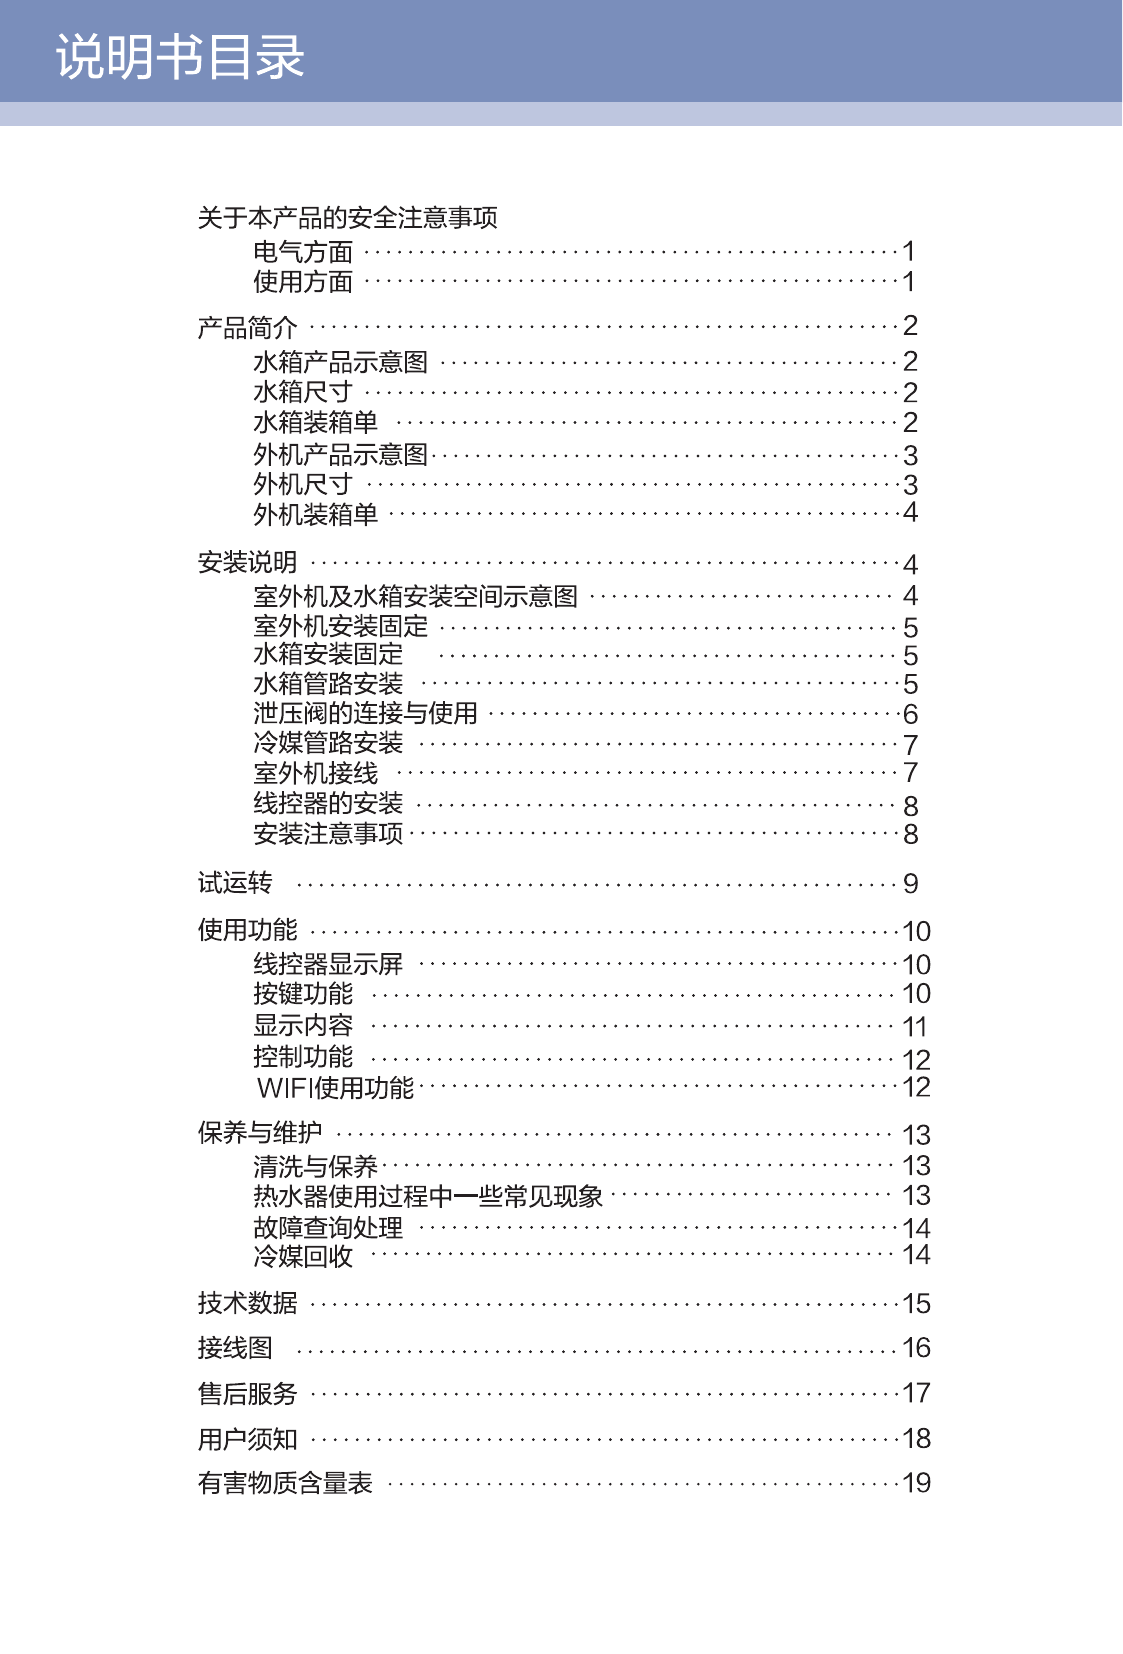 说明书目录
关于本产品的安全注意事项
电气方面 1
使用方面 1
产品简介 2
水箱产品示意图 2
水箱尺寸 2
水箱装箱单 2
外机产品示意图 3
外机尺寸 3
外机装箱单 4
安装说明 4
室外机及水箱安装空间示意图 4
室外机安装固定 5
水箱安装固定 5
水箱管路安装 5
泄压阀的连接与使用 6
冷媒管路安装 7
室外机接线 7
线控器的安装 8
安装注意事项 8
试运转 9
使用功能 10
线控器显示屏 10
按键功能 10
显示内容 11
控制功能 12
WIFI使用功能 12
保养与维护 13
清洗与保养 13
热水器使用过程中一些常见现象 13
故障查询处理 14
冷媒回收 14
技术数据 15
接线图 16
售后服务 17
用户须知 18
有害物质含量表 19